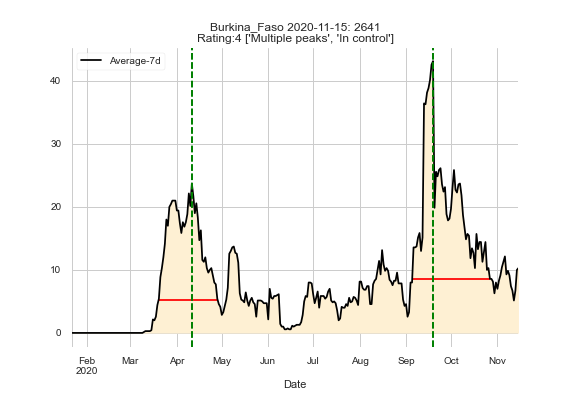 Burkina_Faso 2020-11-15: 2641
Rating:4 ['Multiple peaks', 'In control']
Average-7d
40
30
20
10
0
Feb Mar Apr May Jun Jul Aug Sep Oct Nov
2020
Date